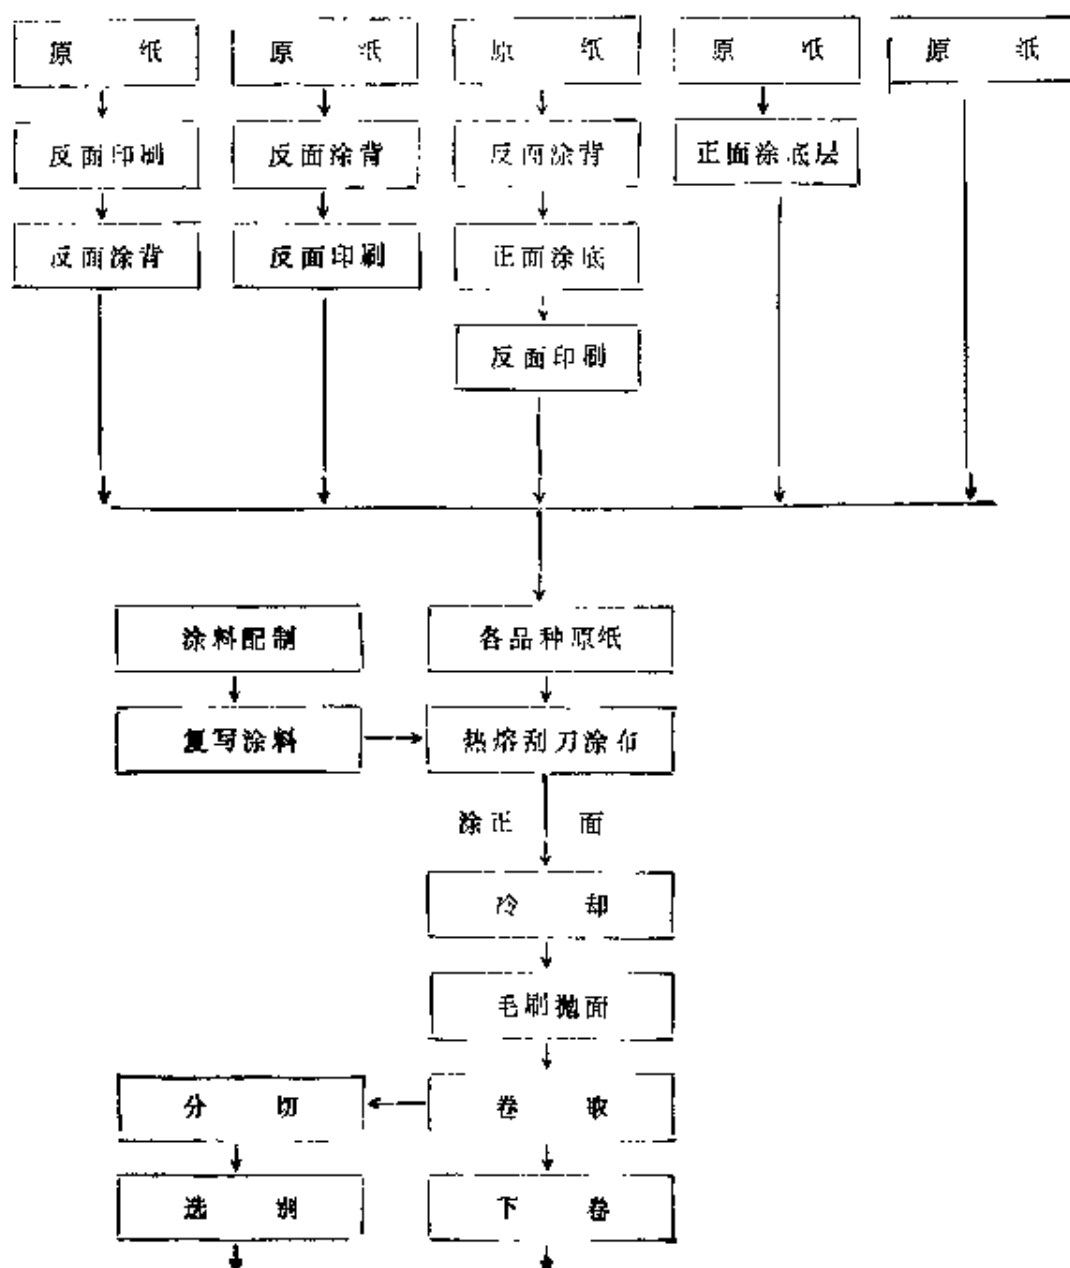 原 纸 原 纸 原 纸 原 纸 原 纸
反面印刷 反面涂背 反面涂背 正面涂底层
反面涂背 反面印刷 正面涂底
反面印刷
涂料配制 各品种原纸
复写涂料 热熔刮刀涂布
涂正 面
冷 却
毛刷抛面
分 切 卷 取
选 别 下 卷